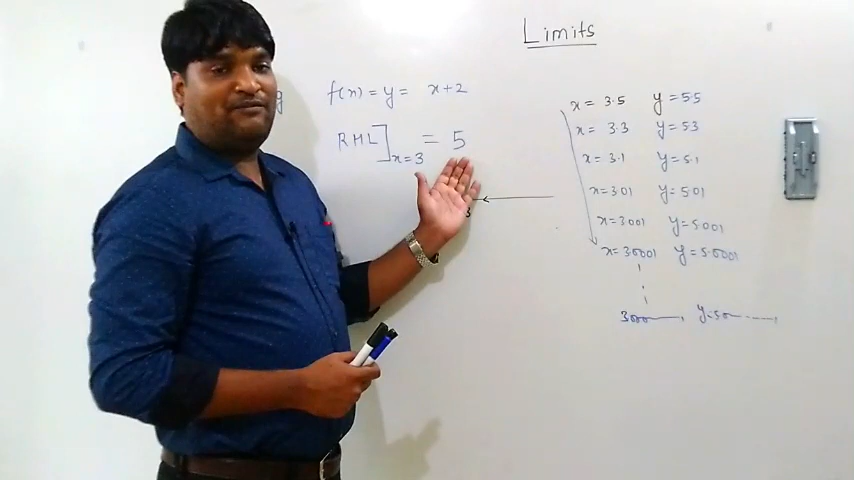 Limits
f(x) = y = x+2
RHL]x=3 = 5
3
x = 3.5 y = 5.5
x = 3.3 y = 5.3
x = 3.1 y = 5.1
x = 3.01 y = 5.01
x = 3.001 y = 5.001
x = 3.0001 y = 5.0001